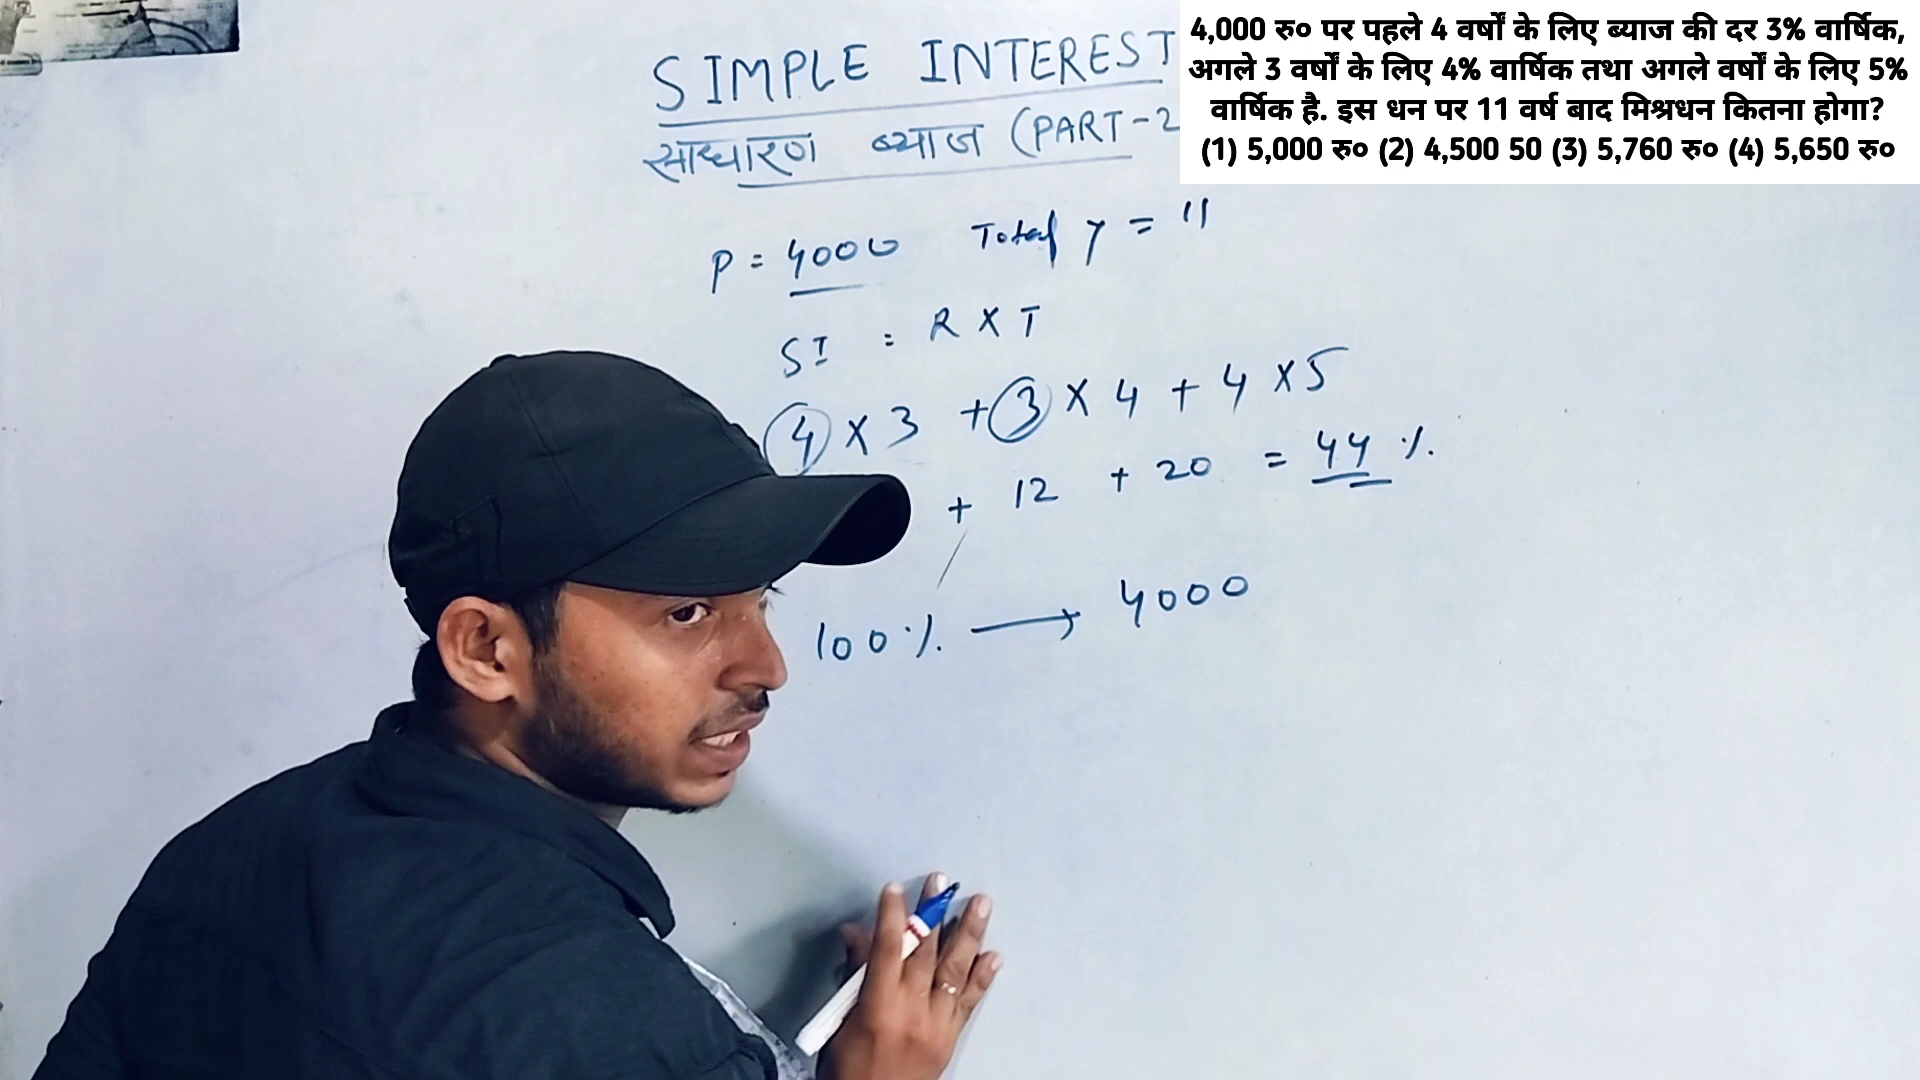 SIMPLE INTEREST
साधारण ब्याज (PART-2
4,000 रु० पर पहले 4 वर्षों के लिए ब्याज की दर 3% वार्षिक,
अगले 3 वर्षों के लिए 4% वार्षिक तथा अगले वर्षों के लिए 5%
वार्षिक है. इस धन पर 11 वर्ष बाद मिश्रधन कितना होगा?
(1) 5,000 रु० (2) 4,500 50 (3) 5,760 रु० (4) 5,650 रु०
P = 4000 Total y = 11
SI = R X T
4 X 3 + 3 X 4 + 4 X 5
+ 12 + 20 = 44 %
100% → 4000